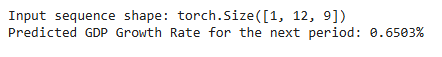 Input sequence shape: torch.Size([1, 12, 9])
Predicted GDP Growth Rate for the next period: 0.6503%